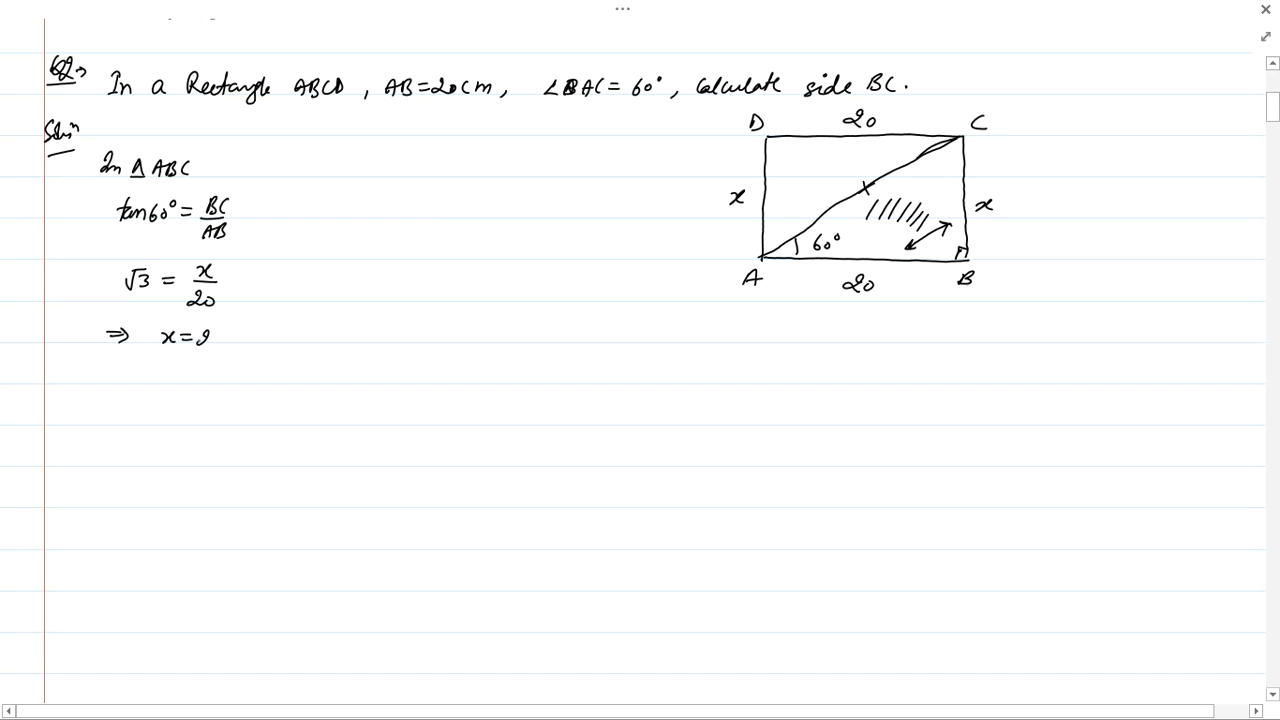 Q2→ In a Rectangle ABCD, AB=20cm, ∠BAC=60°, Calculate side BC.
Soln
In Δ ABC
tan60° = BC/AB
√3 = x/20
⇒ x=2
D 20 C
x x
60°
A 20 B